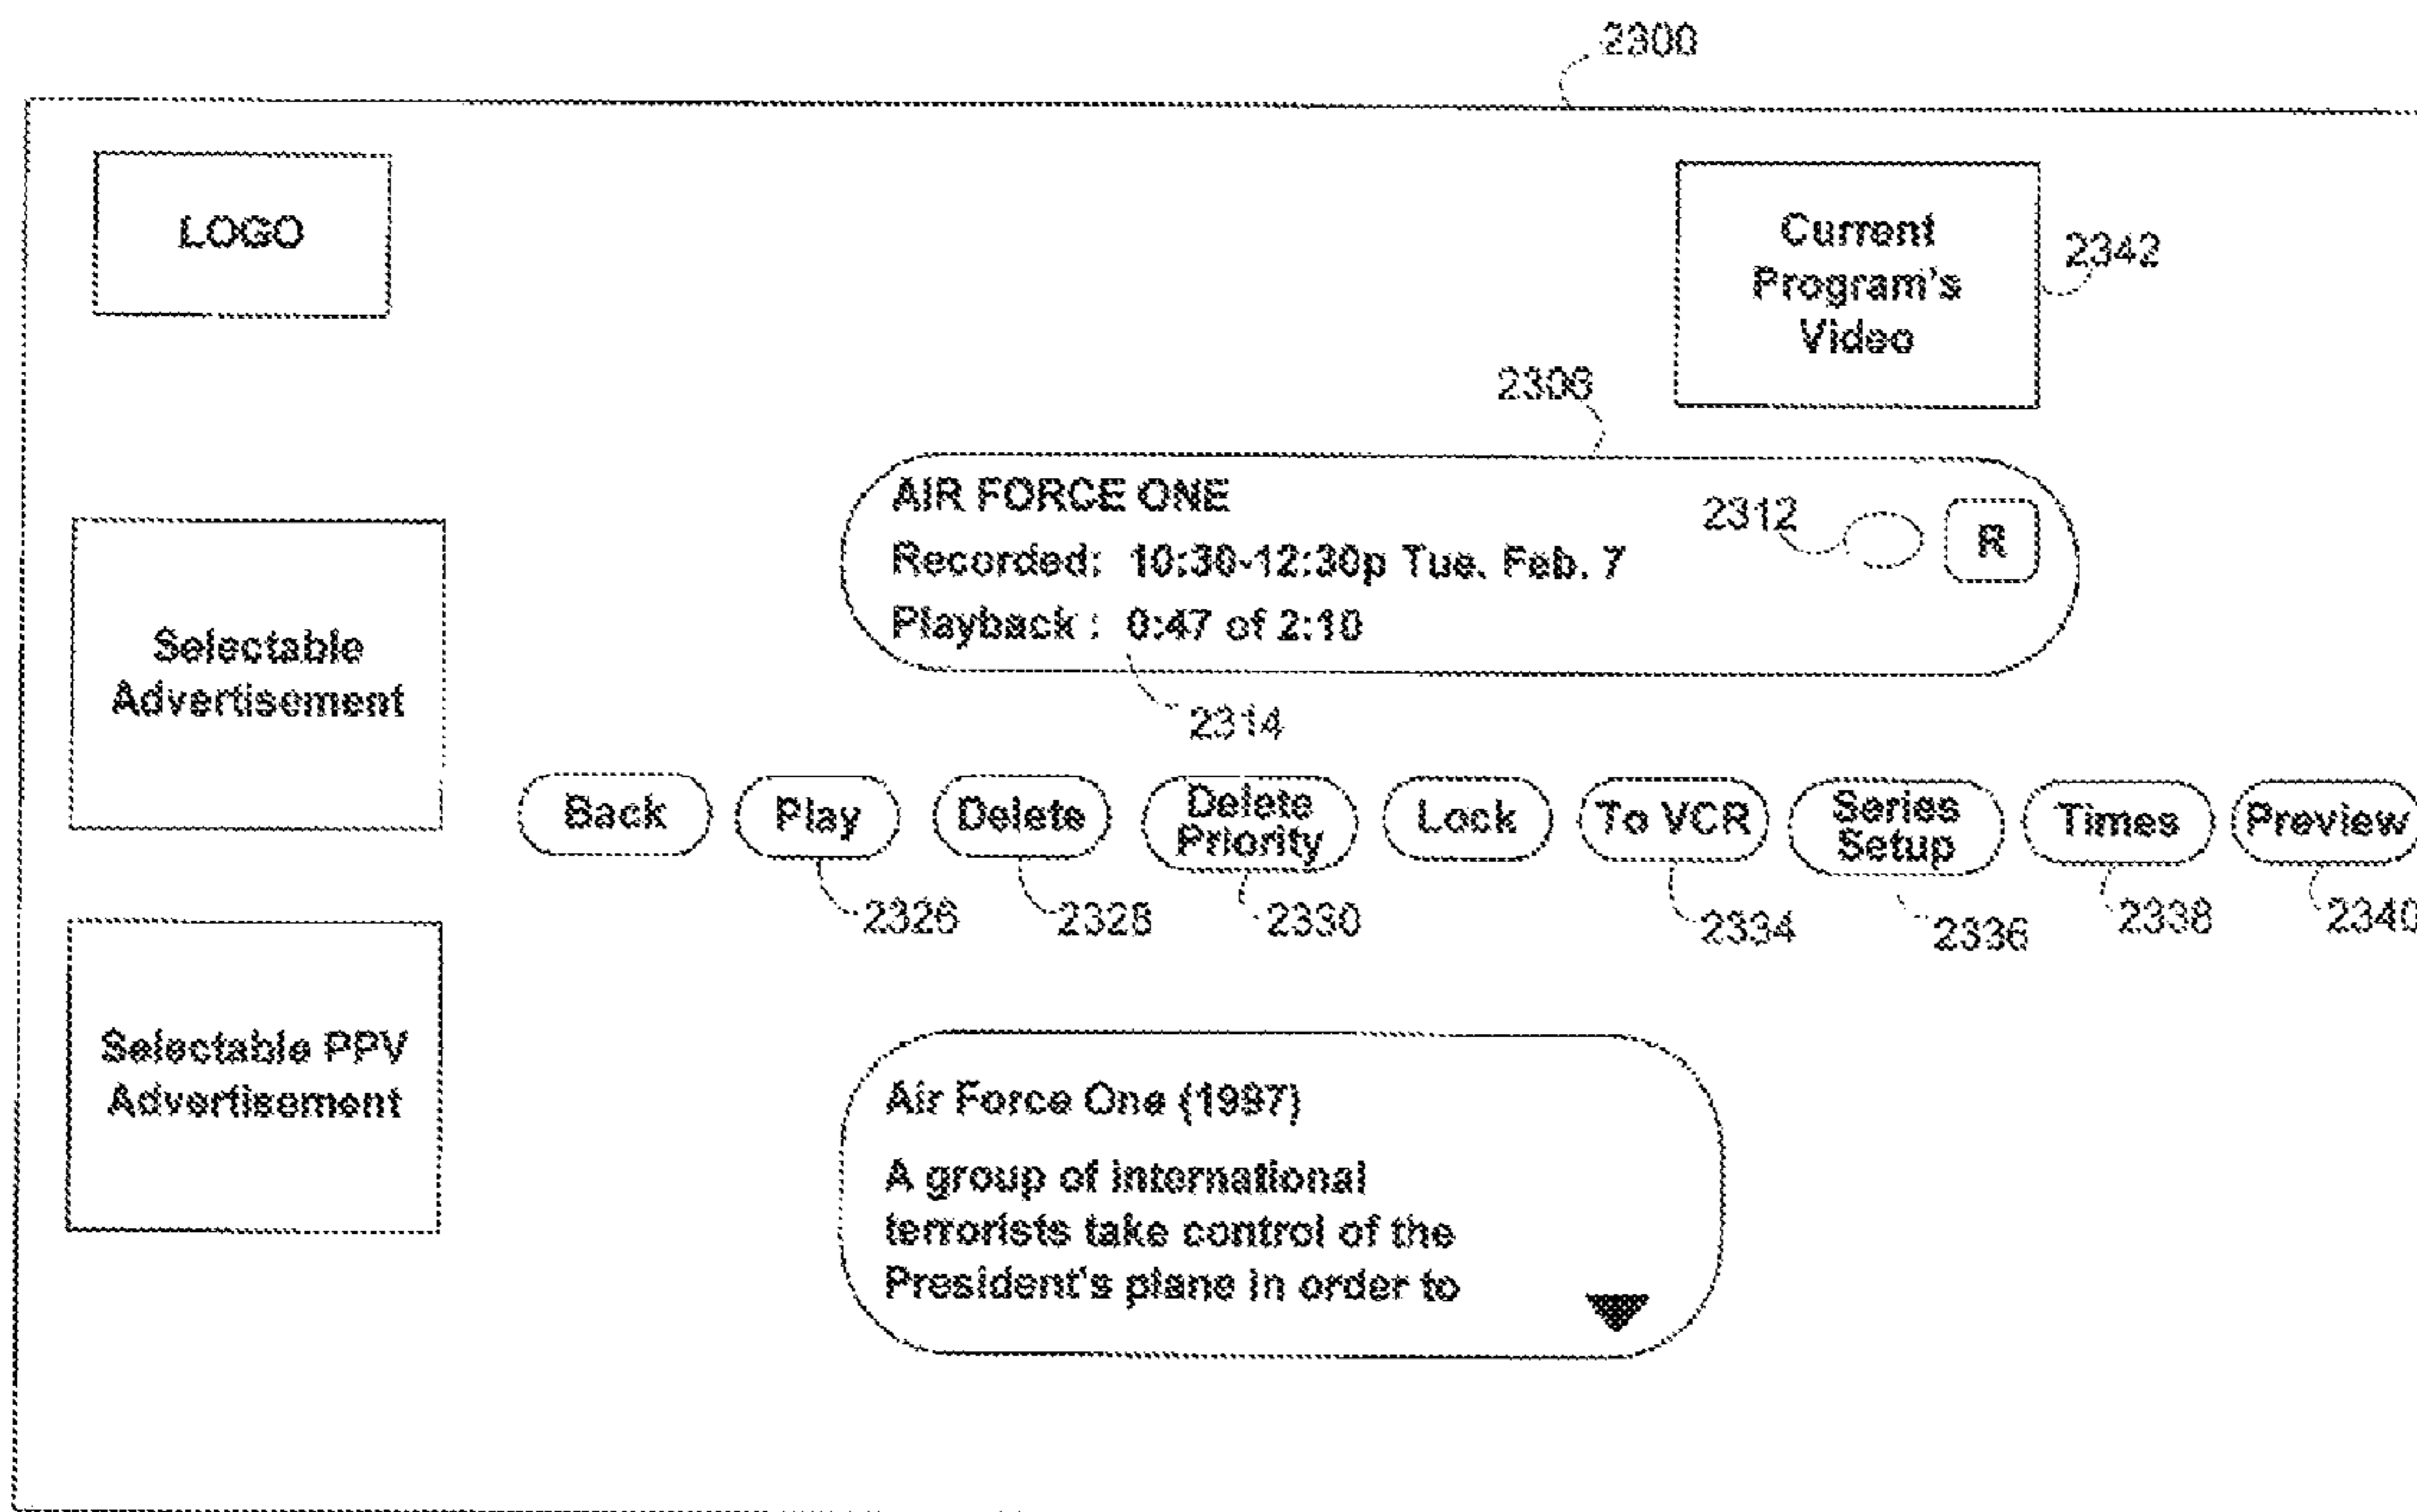 2300
LOGO
Current
Program's
Video
2342
2308
AIR FORCE ONE
Recorded: 10:30-12:30p Tue. Feb. 7
Playback : 0:47 of 2:10
2312
R
2314
Selectable
Advertisement
Back
Play
Delete
Delete
Priority
Lock
To VCR
Series
Setup
Times
Preview
2326
2328
2330
2334
2336
2338
2340
Selectable PPV
Advertisement
Air Force One (1997)
A group of international
terrorists take control of the
President's plane in order to